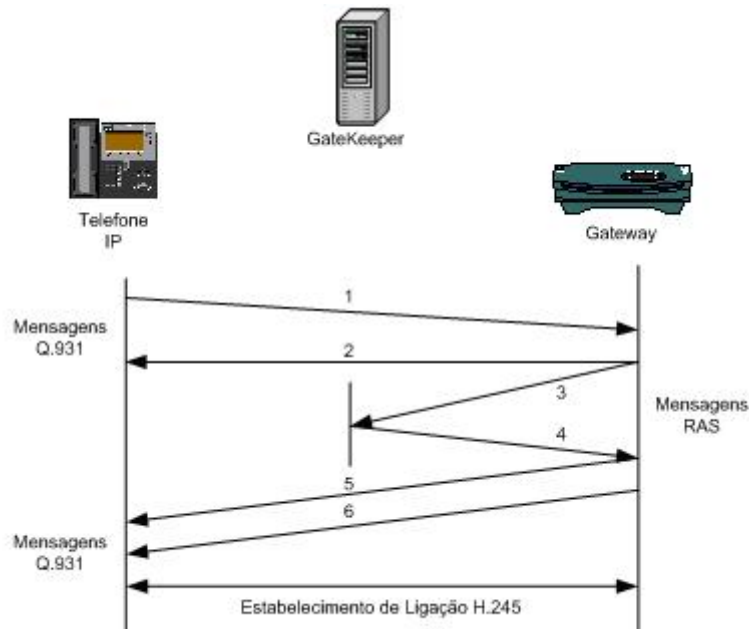 GateKeeper
Telefone
IP
Gateway
1
Mensagens
Q.931
2
3
Mensagens
RAS
4
5
6
Mensagens
Q.931
Estabelecimento de Ligação H.245